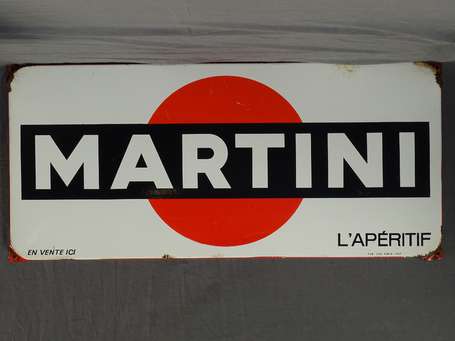 MARTINI
L'APÉRITIF
EN VENTE ICI